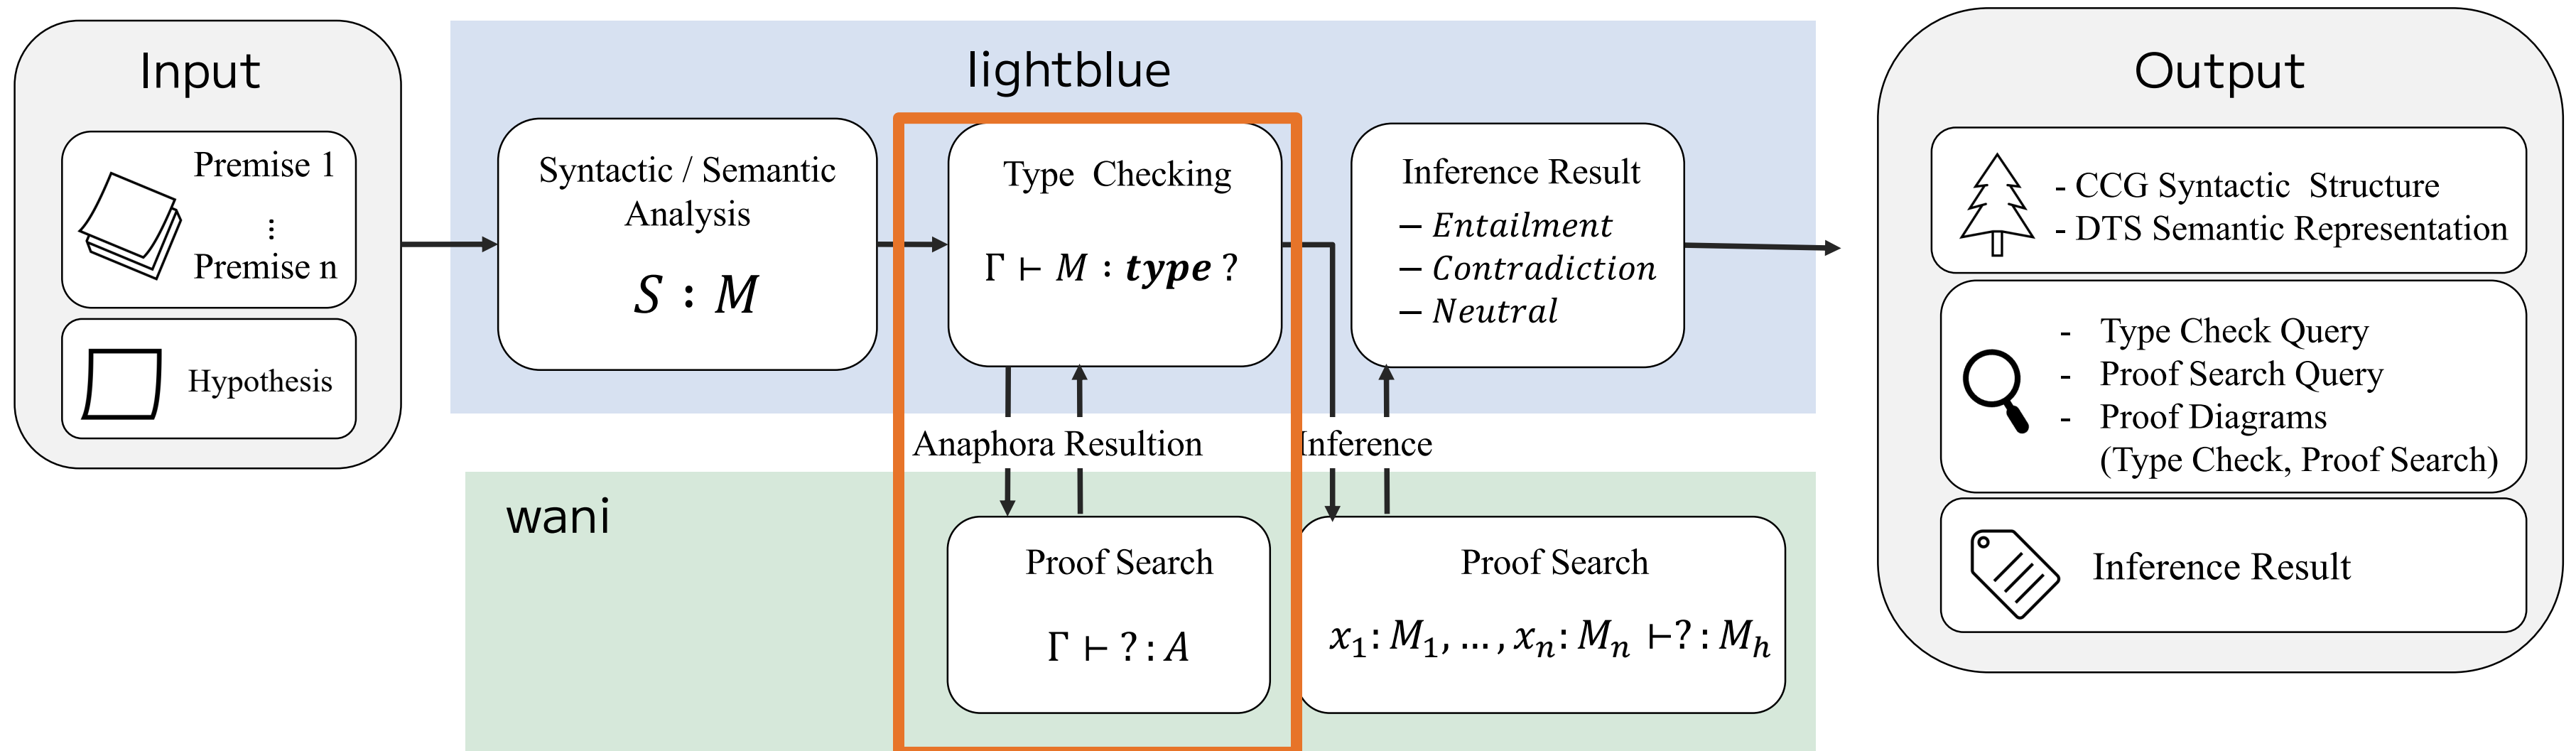 Input
Premise 1
⋮
Premise n
Hypothesis
lightblue
Syntactic / Semantic
Analysis
S : M
Type Checking
Γ ⊢ M : type ?
Inference Result
– Entailment
– Contradiction
– Neutral
Anaphora Resultion
Inference
wani
Proof Search
Γ ⊢ ? : A
Proof Search
x₁: M₁, … , xₙ: Mₙ ⊢? : Mₕ
Output
- CCG Syntactic Structure
- DTS Semantic Representation
- Type Check Query
- Proof Search Query
- Proof Diagrams
(Type Check, Proof Search)
Inference Result